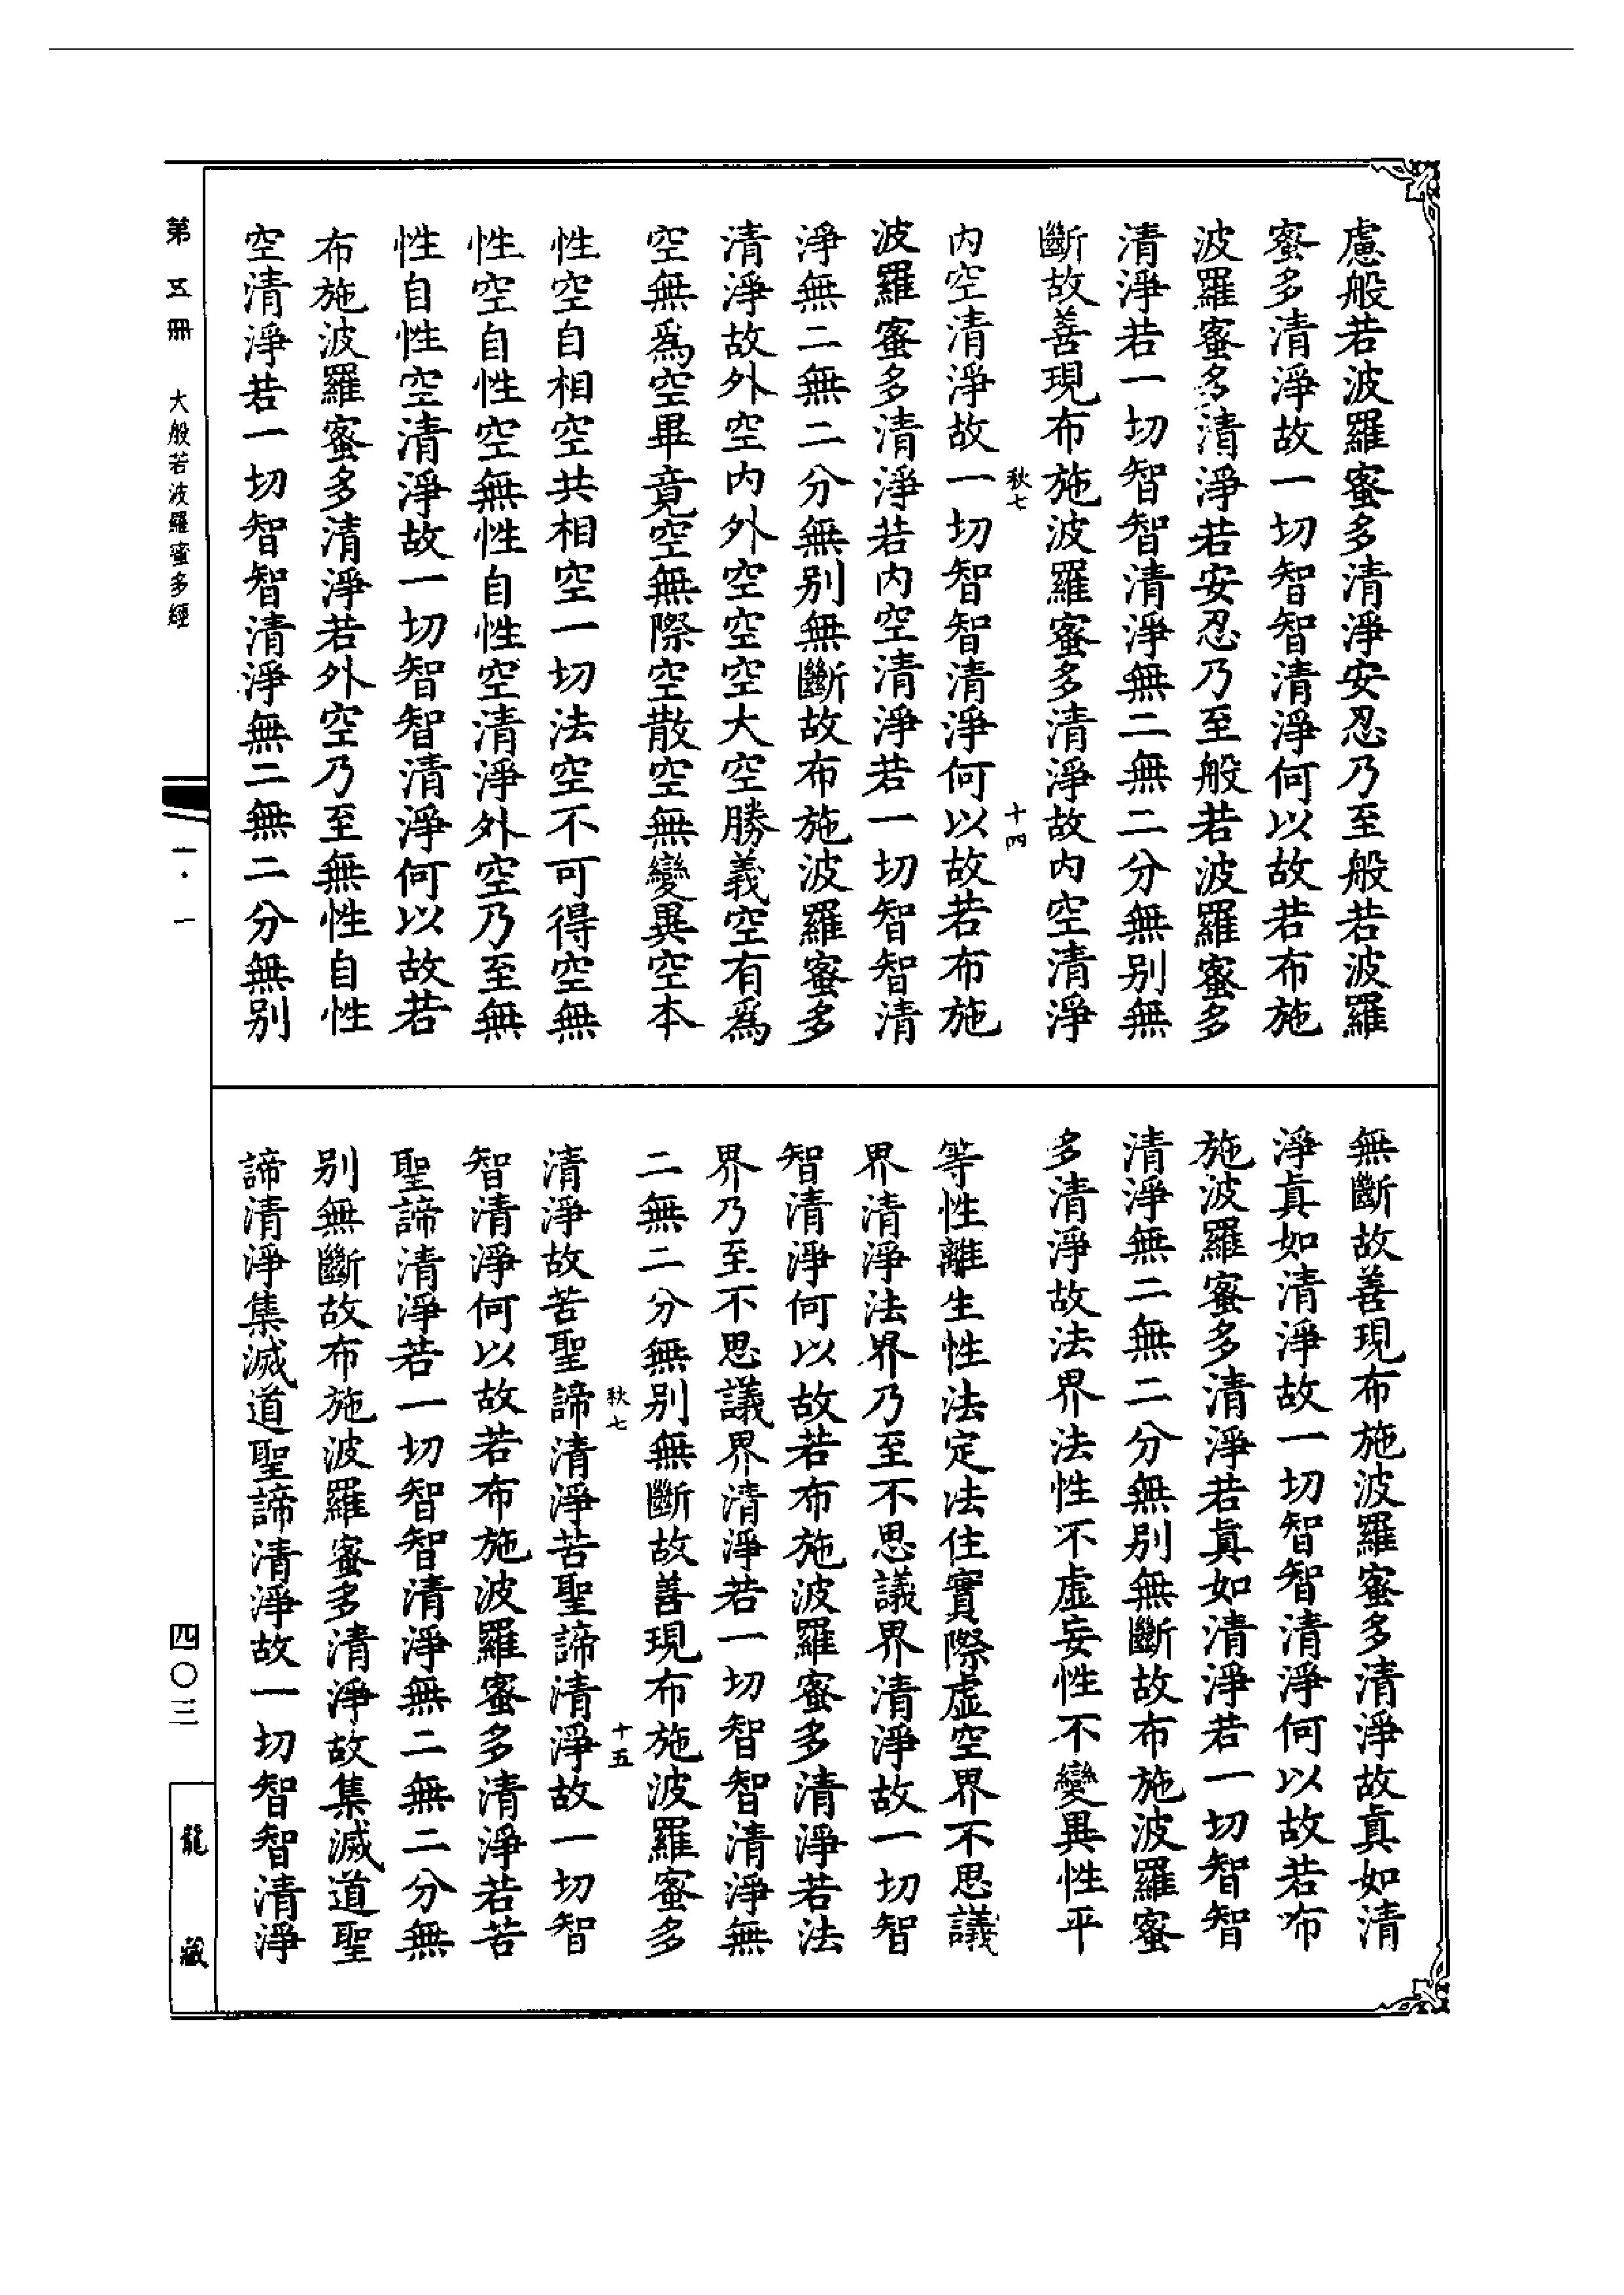 慮般若波羅蜜多清淨安忍乃至般若波羅
蜜多清淨故一切智智清淨何以故若布施
波羅蜜多清淨若安忍乃至般若波羅蜜多
清淨若一切智智清淨無二無二分無別無
斷故善現布施波羅蜜多清淨故內空清淨
秋七 十四
內空清淨故一切智智清淨何以故若布施
波羅蜜多清淨若內空清淨若一切智智清
淨無二無二分無別無斷故布施波羅蜜多
清淨故外空內外空空空大空勝義空有為
空無為空畢竟空無際空散空無變異空本
性空自相空共相空一切法空不可得空無
性空自性空無性自性空清淨外空乃至無
性自性空清淨故一切智智清淨何以故若
布施波羅蜜多清淨若外空乃至無性自性
空清淨若一切智智清淨無二無二分無別
無斷故善現布施波羅蜜多清淨故真如清
淨真如清淨故一切智智清淨何以故若布
施波羅蜜多清淨若真如清淨若一切智智
清淨無二無二分無別無斷故布施波羅蜜
多清淨故法界法性不虛妄性不變異性平
等性離生性法定法住實際虛空界不思議
界清淨法界乃至不思議界清淨故一切智
智清淨何以故若布施波羅蜜多清淨若法
界乃至不思議界清淨若一切智智清淨無
二無二分無別無斷故善現布施波羅蜜多
秋七 十五
清淨故苦聖諦清淨苦聖諦清淨故一切智
智清淨何以故若布施波羅蜜多清淨若苦
聖諦清淨若一切智智清淨無二無二分無
別無斷故布施波羅蜜多清淨故集滅道聖
諦清淨集滅道聖諦清淨故一切智智清淨
第五冊 大般若波羅蜜多經 一·一 四〇三 龍藏